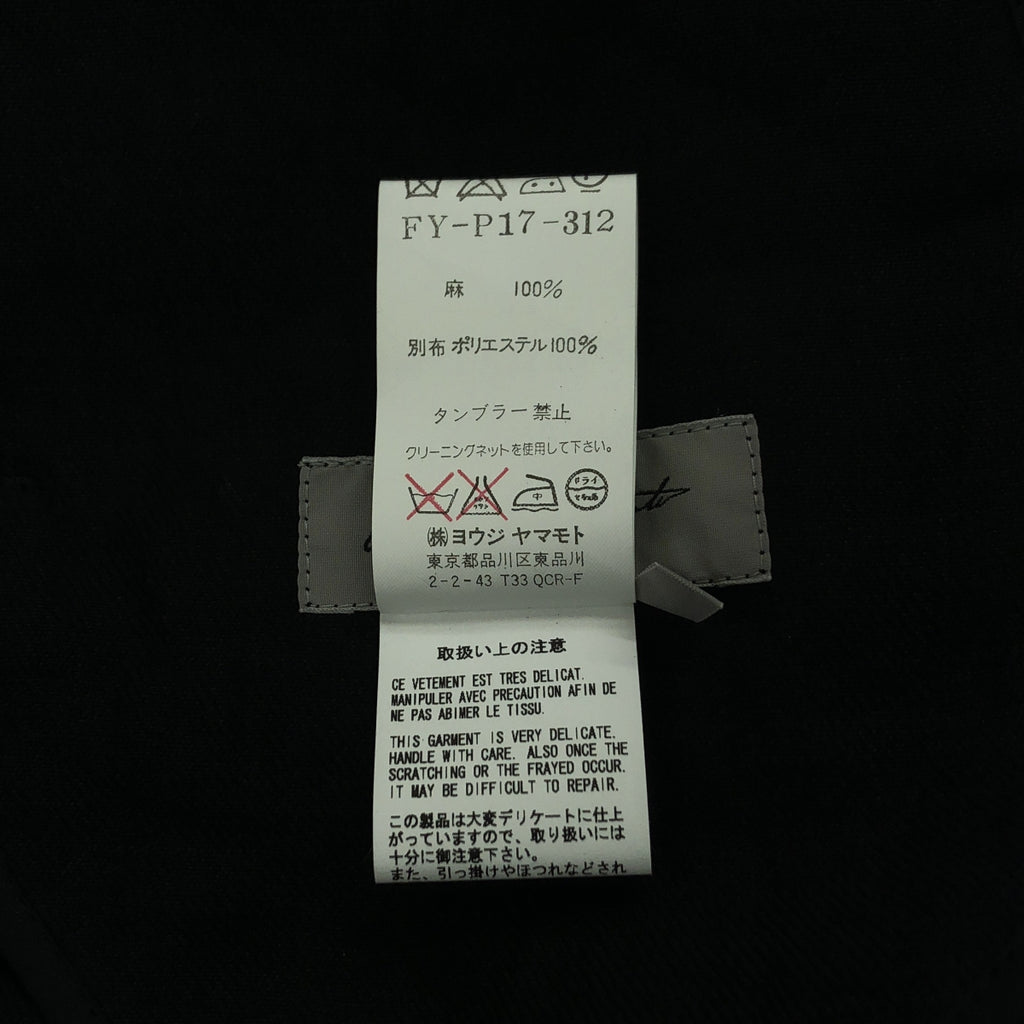 FY-P17-312
麻 100%
別布 ポリエステル100%
タンブラー禁止
クリーニングネットを使用して下さい。
中 ドライ
㈱ヨウジ ヤマモト
東京都品川区東品川
2-2-43 T33 QCR-F
取扱い上の注意
CE VETEMENT EST TRES DELICAT.
MANIPULER AVEC PRECAUTION AFIN DE
NE PAS ABIMER LE TISSU.
THIS GARMENT IS VERY DELICATE.
HANDLE WITH CARE. ALSO ONCE THE
SCRATCHING OR THE FRAYED OCCUR.
IT MAY BE DIFFICULT TO REPAIR.
この製品は大変デリケートに仕上
がっていますので、取り扱いには
十分に御注意下さい。
また、引っ掛けやほつれなどされ